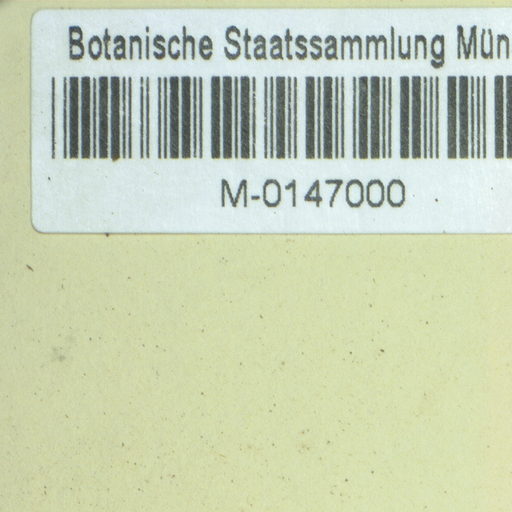 Botanische Staatssammlung Mün
M-0147000